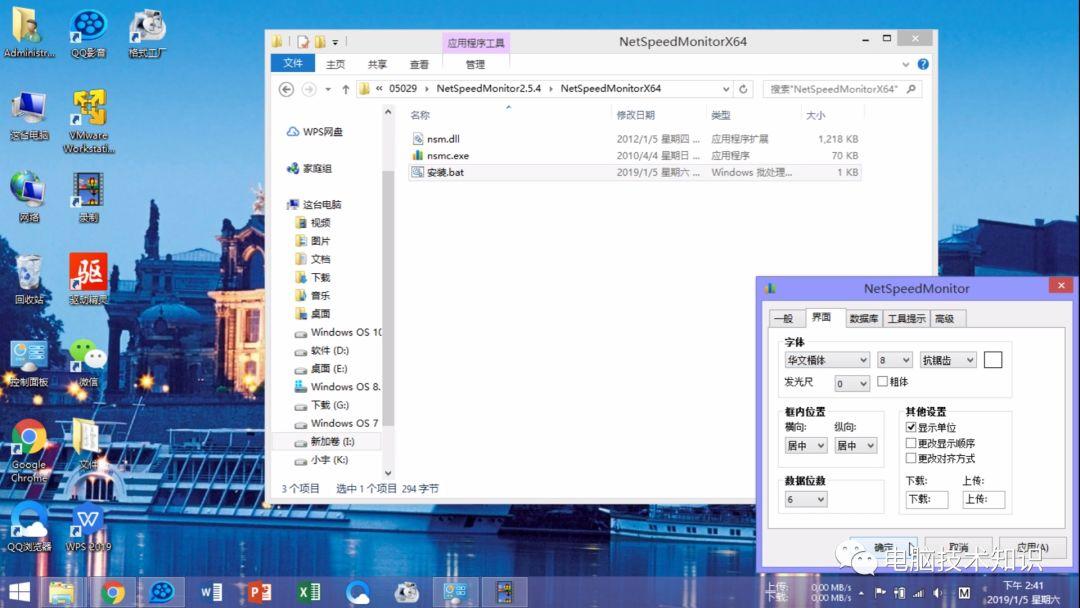 Administr...
QQ影音
格式工厂
这台电脑
VMware
Workstati...
网络
录制
回收站
驱
驱动精灵
控制面板
微信
Google
Chrome
文件
QQ浏览器
WPS 2019
应用程序工具
NetSpeedMonitorX64
文件
主页
共享
查看
管理
« 05029 › NetSpeedMonitor2.5.4 › NetSpeedMonitorX64
搜索"NetSpeedMonitorX64"
名称
修改日期
类型
大小
nsm.dll
2012/1/5 星期四 ...
应用程序扩展
1,218 KB
nsmc.exe
2010/4/4 星期日 ...
应用程序
70 KB
安装.bat
2019/1/5 星期六 ...
Windows 批处理...
1 KB
WPS网盘
家庭组
这台电脑
视频
图片
文档
下载
音乐
桌面
Windows OS 10
软件 (D:)
桌面 (E:)
Windows OS 8.
下载 (G:)
Windows OS 7
新加卷 (I:)
小宇 (K:)
3 个项目
选中 1 个项目 294 字节
NetSpeedMonitor
一般
界面
数据库
工具提示
高级
字体
华文楷体
8
抗锯齿
发光尺
0
粗体
框内位置
横向:
纵向:
居中
居中
数据位数
6
其他设置
显示单位
更改显示顺序
更改对齐方式
下载:
上传:
下载:
上传:
确定
取消
应用(A)
电脑技术知识
上传: 0.00 MB/s
下载: 0.00 MB/s
M
下午 2:41
2019/1/5 星期六